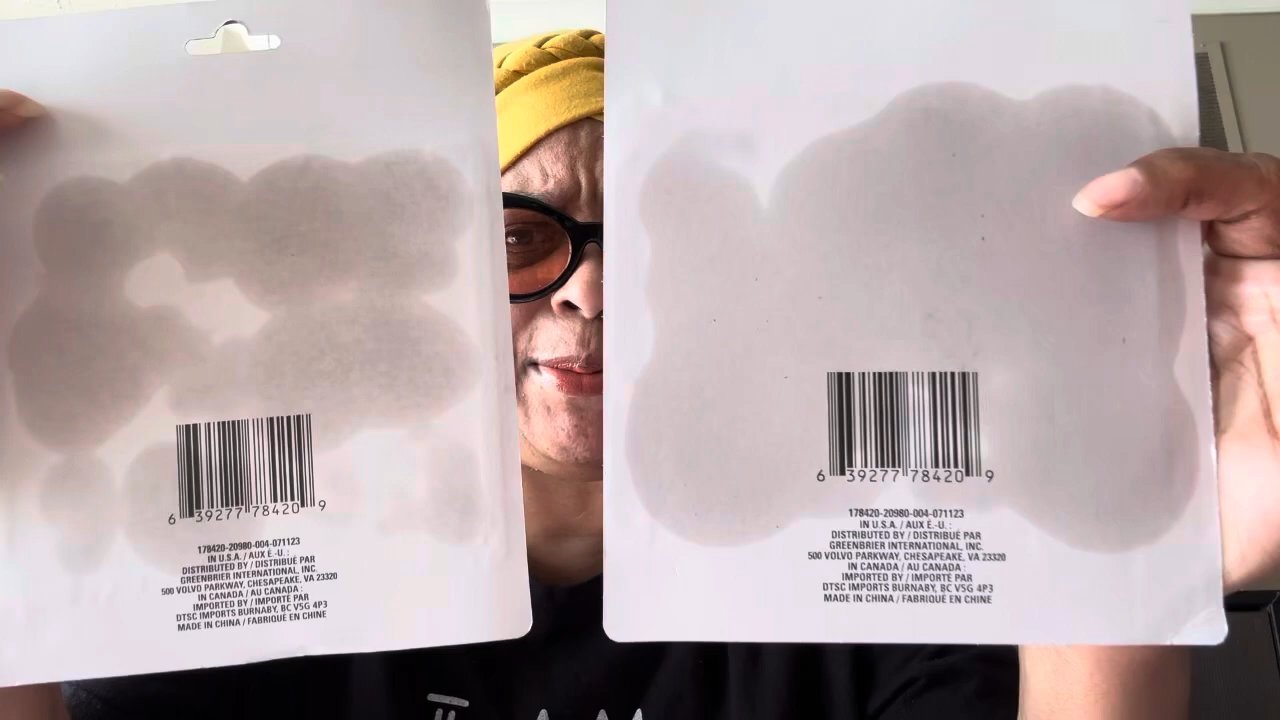 6 39277 78420 9
178420-20980-004-071123
IN U.S.A. / AUX É.-U. :
DISTRIBUTED BY / DISTRIBUÉ PAR
GREENBRIER INTERNATIONAL, INC.
500 VOLVO PARKWAY, CHESAPEAKE, VA 23320
IN CANADA / AU CANADA :
IMPORTED BY / IMPORTÉ PAR
DTSC IMPORTS BURNABY, BC V5G 4P3
MADE IN CHINA / FABRIQUÉ EN CHINE
6 39277 78420 9
178420-20980-004-071123
IN U.S.A. / AUX É.-U. :
DISTRIBUTED BY / DISTRIBUÉ PAR
GREENBRIER INTERNATIONAL, INC.
500 VOLVO PARKWAY, CHESAPEAKE, VA 23320
IN CANADA / AU CANADA :
IMPORTED BY / IMPORTÉ PAR
DTSC IMPORTS BURNABY, BC V5G 4P3
MADE IN CHINA / FABRIQUÉ EN CHINE